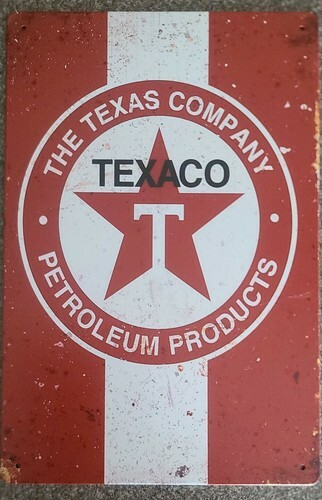 THE TEXAS COMPANY
TEXACO
T
PETROLEUM PRODUCTS